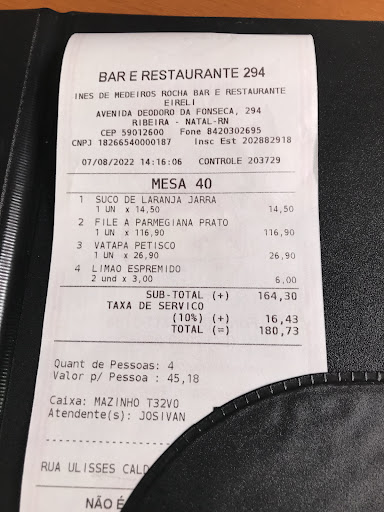 BAR E RESTAURANTE 294
INES DE MEDEIROS ROCHA BAR E RESTAURANTE
EIRELI
AVENIDA DEODORO DA FONSECA, 294
RIBEIRA - NATAL-RN
CEP 59012600 Fone 8420302695
CNPJ 18266540000187 Insc Est 202882918
07/08/2022 14:16:06 CONTROLE 203729
MESA 40
1 SUCO DE LARANJA JARRA
1 UN x 14,50 14,50
2 FILE A PARMEGIANA PRATO
1 UN x 116,90 116,90
3 VATAPA PETISCO
1 UN x 26,90 26,90
4 LIMAO ESPREMIDO
2 und x 3,00 6,00
SUB-TOTAL (+) 164,30
TAXA DE SERVICO
(10%) (+) 16,43
TOTAL (=) 180,73
Quant de Pessoas: 4
Valor p/ Pessoa : 45,18
Caixa: MAZINHO T32V0
Atendente(s): JOSIVAN
RUA ULISSES CALD
NÃO É